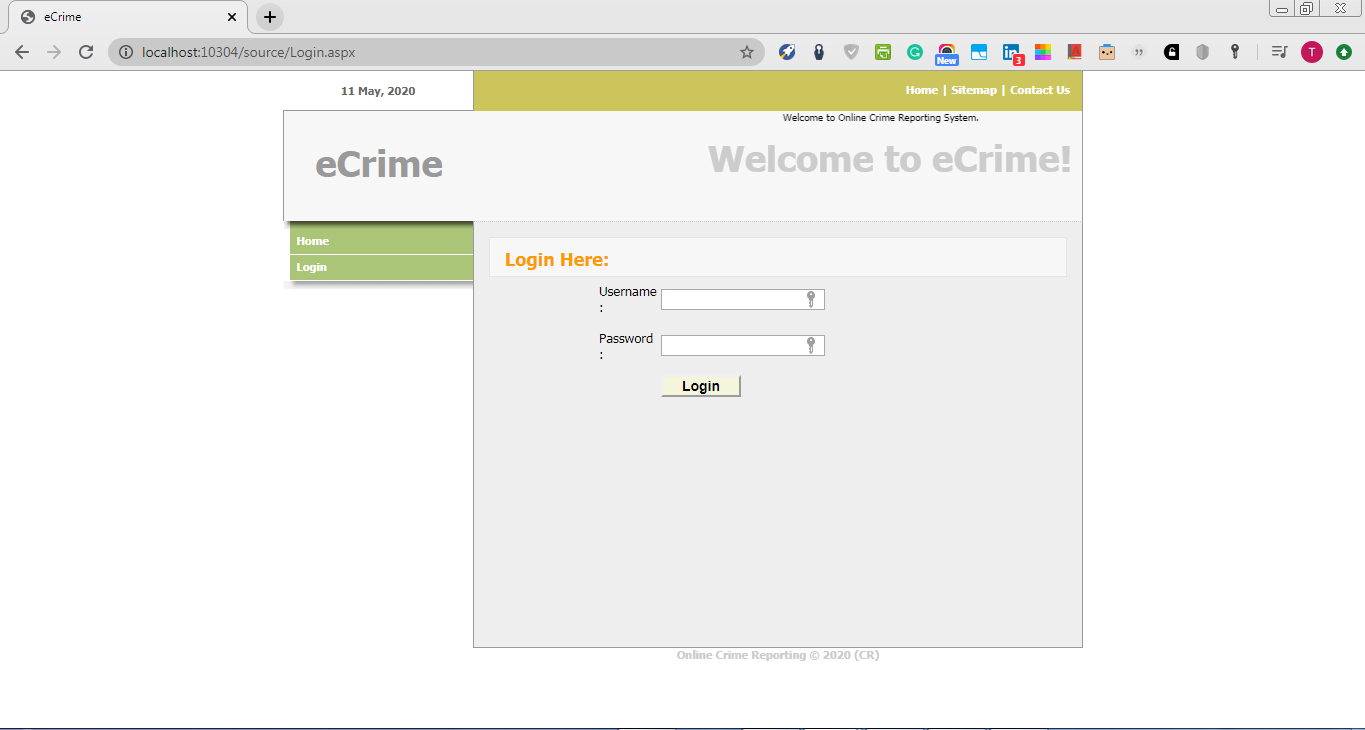 eCrime
localhost:10304/source/Login.aspx
New
3
T
11 May, 2020
Home | Sitemap | Contact Us
Welcome to Online Crime Reporting System.
eCrime
Welcome to eCrime!
Home
Login
Login Here:
Username
:
Password
:
Login
Online Crime Reporting © 2020 (CR)